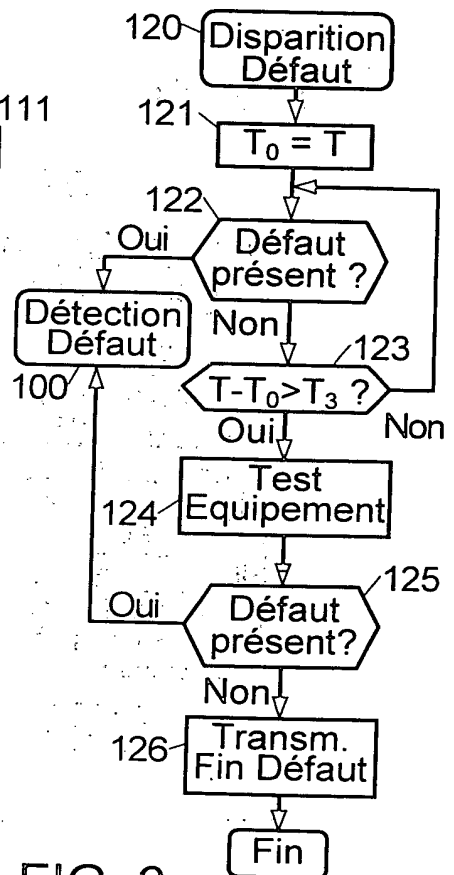 120
Disparition
Défaut
111
121
T₀ = T
122
Oui
Défaut
présent ?
Détection
Défaut
Non
123
100
T-T₀>T₃ ?
Oui
Non
Test
Equipement
124
125
Oui
Défaut
présent?
Non
126
Transm.
Fin Défaut
Fin